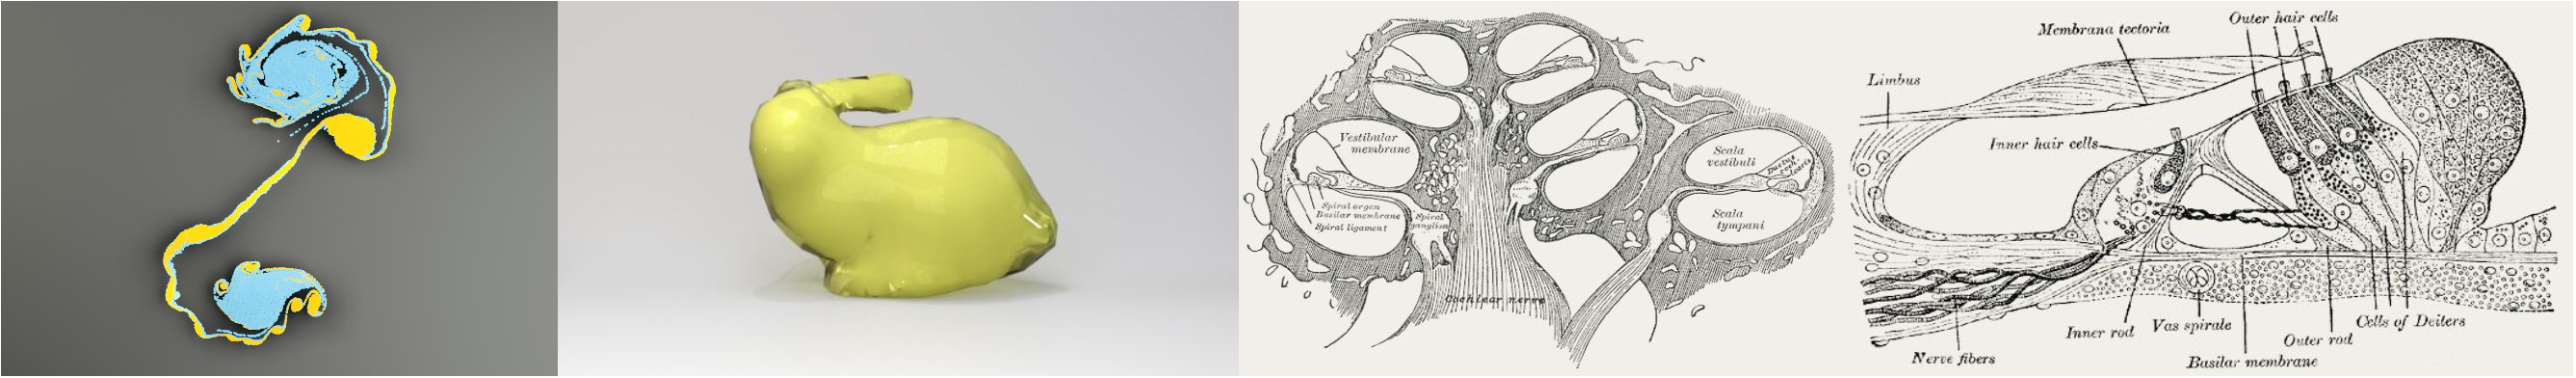 Vestibular
membrane
Scala
vestibuli
Ductus
cochlearis
Spiral organ
Basilar membrane
Spiral ligament
Spiral
ganglion
Scala
tympani
Cochlear nerve
Outer hair cells
Membrana tectoria
Limbus
Inner hair cells
Inner rod
Vas spirale
Cells of Deiters
Outer rod
Nerve fibers
Basilar membrane